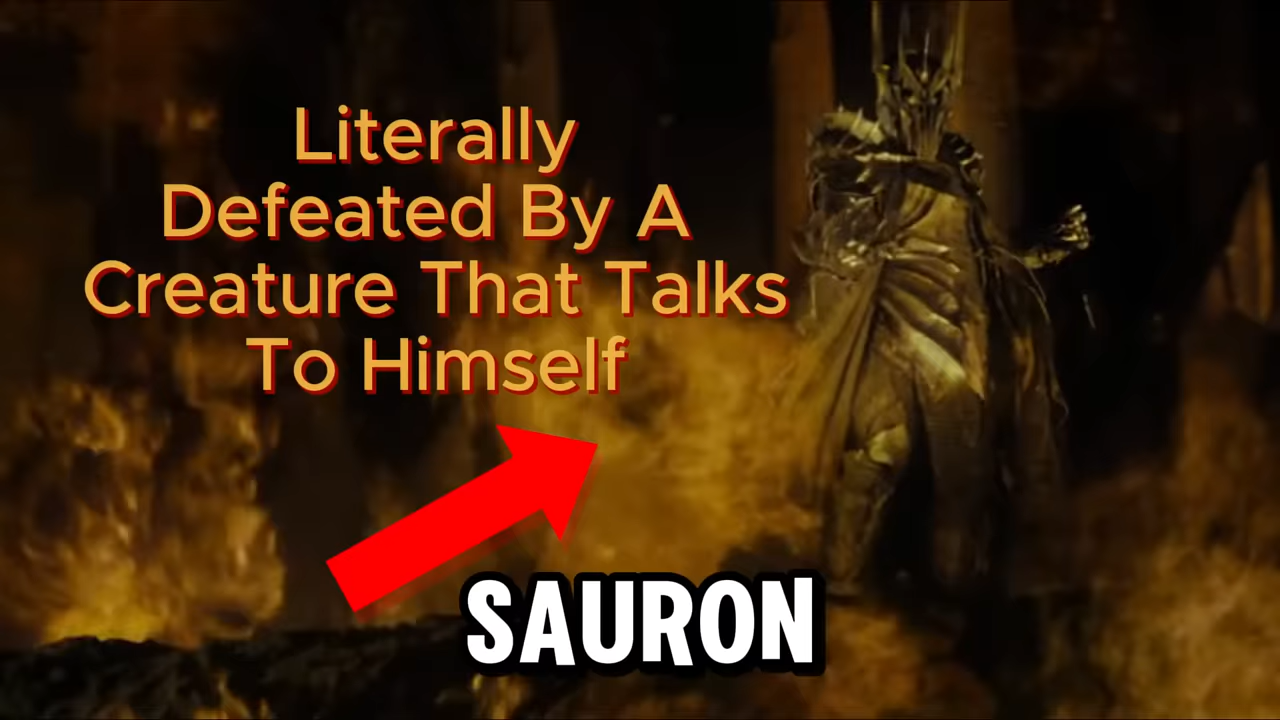 Literally
Defeated By A
Creature That Talks
To Himself
SAURON